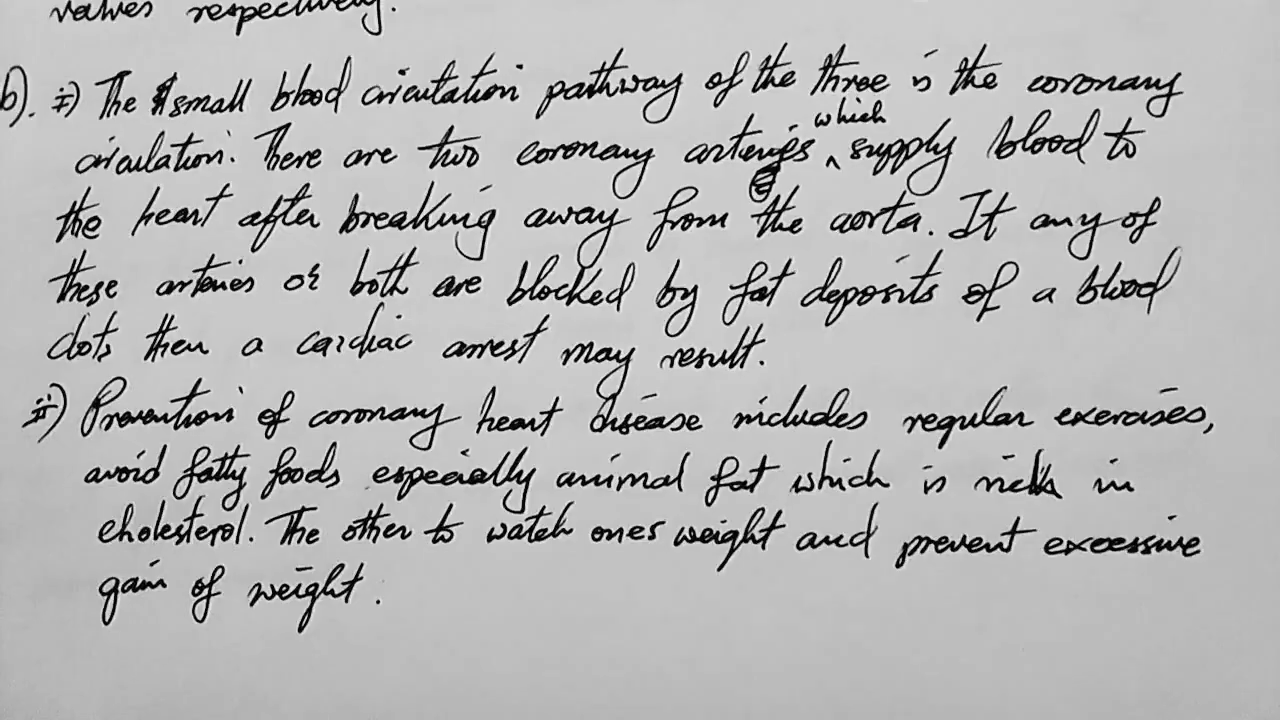 valves respectively.
b). i) The small blood circulation pathway of the three is the coronary
circulation. There are two coronary arteries which supply blood to
the heart after breaking away from the aorta. If any of
these arteries or both are blocked by fat deposits of a blood
clots then a cardiac arrest may result.
ii) Prevention of coronary heart disease includes regular exercises,
avoid fatty foods especially animal fat which is rich in
cholesterol. The other to watch ones weight and prevent excessive
gain of weight.